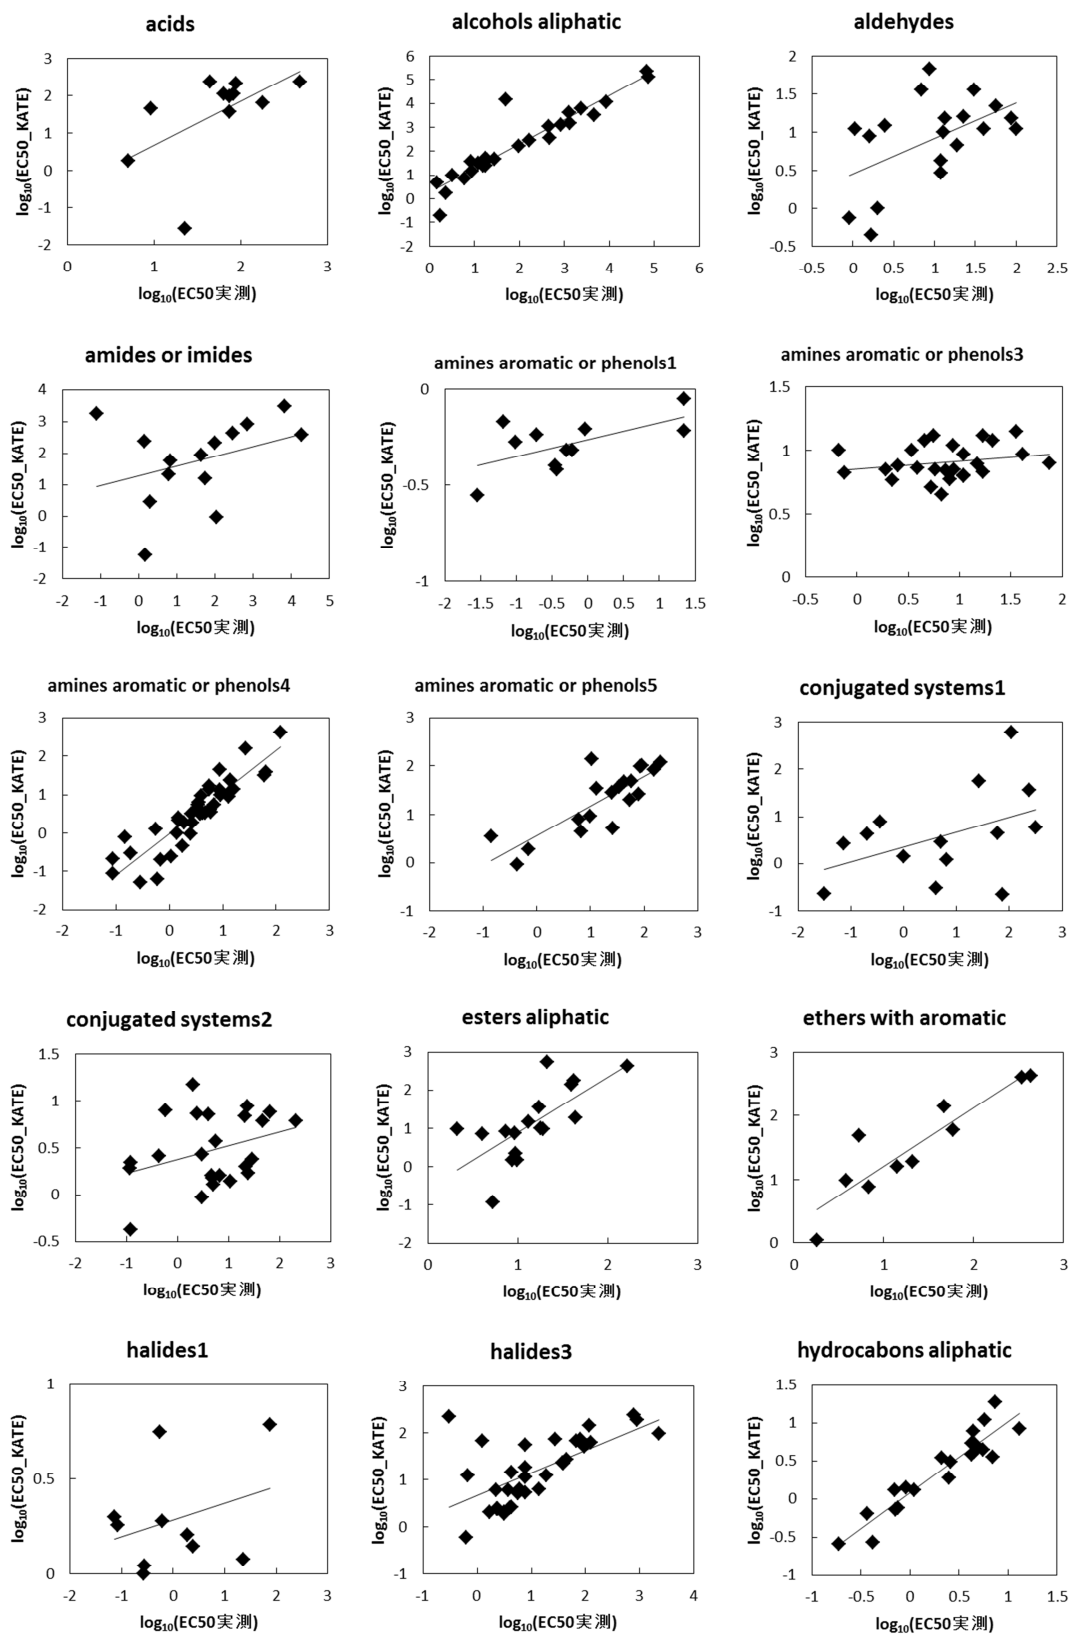 acids
log10(EC50_KATE)
3
2
1
0
-1
-2
0 1 2 3
log10(EC50実測)
alcohols aliphatic
log10(EC50_KATE)
6
5
4
3
2
1
0
-1
-2
0 1 2 3 4 5 6
log10(EC50実測)
aldehydes
log10(EC50_KATE)
2
1.5
1
0.5
0
-0.5
-0.5 0 0.5 1 1.5 2 2.5
log10(EC50実測)
amides or imides
log10(EC50_KATE)
4
3
2
1
0
-1
-2
-2 -1 0 1 2 3 4 5
log10(EC50実測)
amines aromatic or phenols1
log10(EC50_KATE)
0
-0.5
-1
-2 -1.5 -1 -0.5 0 0.5 1 1.5
log10(EC50実測)
amines aromatic or phenols3
log10(EC50_KATE)
1.5
1
0.5
0
-0.5 0 0.5 1 1.5 2
log10(EC50実測)
amines aromatic or phenols4
log10(EC50_KATE)
3
2
1
0
-1
-2
-2 -1 0 1 2 3
log10(EC50実測)
amines aromatic or phenols5
log10(EC50_KATE)
3
2
1
0
-1
-2 -1 0 1 2 3
log10(EC50実測)
conjugated systems1
log10(EC50_KATE)
3
2
1
0
-1
-2 -1 0 1 2 3
log10(EC50実測)
conjugated systems2
log10(EC50_KATE)
1.5
1
0.5
0
-0.5
-2 -1 0 1 2 3
log10(EC50実測)
esters aliphatic
log10(EC50_KATE)
3
2
1
0
-1
-2
0 1 2 3
log10(EC50実測)
ethers with aromatic
log10(EC50_KATE)
3
2
1
0
0 1 2 3
log10(EC50実測)
halides1
log10(EC50_KATE)
1
0.5
0
-2 -1 0 1 2 3
log10(EC50実測)
halides3
log10(EC50_KATE)
3
2
1
0
-1
-1 0 1 2 3 4
log10(EC50実測)
hydrocabons aliphatic
log10(EC50_KATE)
1.5
1
0.5
0
-0.5
-1
-1 -0.5 0 0.5 1 1.5
log10(EC50実測)